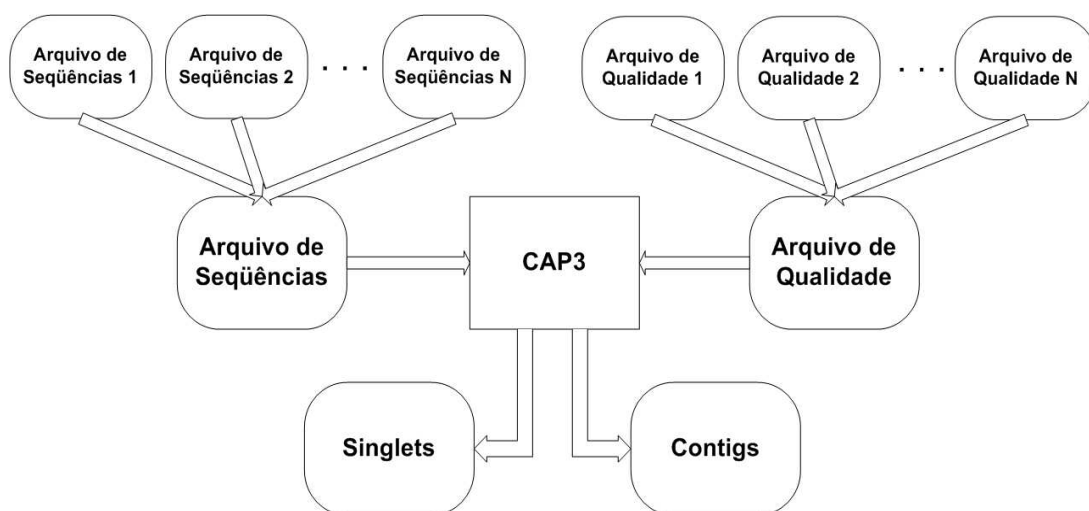 Arquivo de
Seqüências 1
Arquivo de
Seqüências 2
. . .
Arquivo de
Seqüências N
Arquivo de
Qualidade 1
Arquivo de
Qualidade 2
. . .
Arquivo de
Qualidade N
Arquivo de
Seqüências
CAP3
Arquivo de
Qualidade
Singlets
Contigs